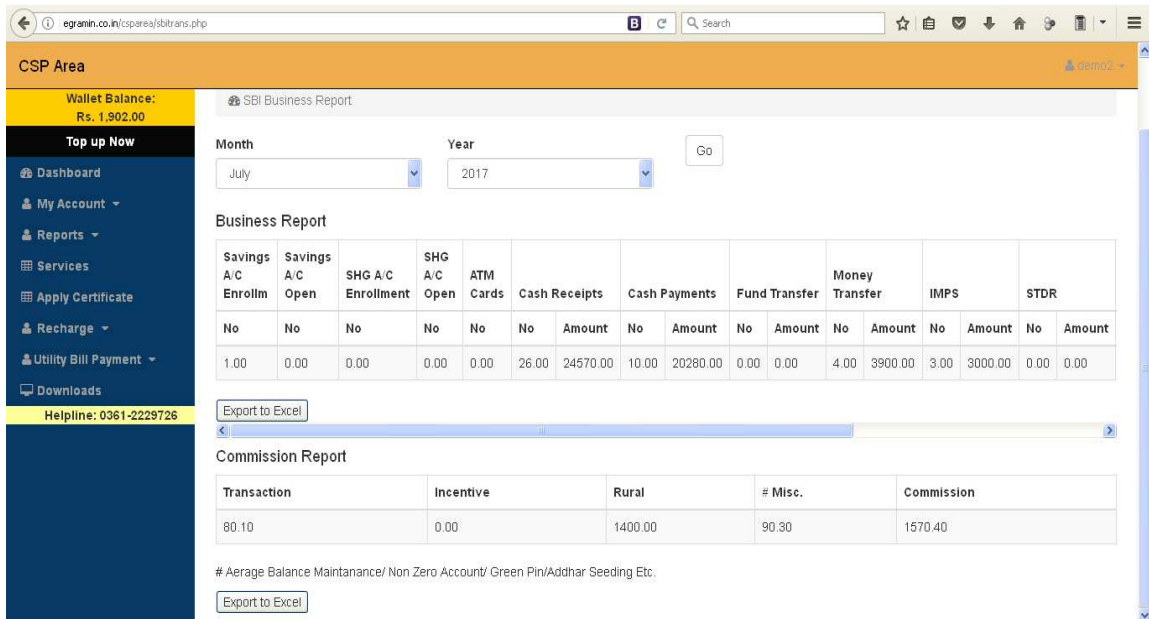 egramin.co.in/csparea/sbitrans.php
B
Search
CSP Area
demo2
Wallet Balance:
Rs. 1,902.00
Top up Now
Dashboard
My Account
Reports
Services
Apply Certificate
Recharge
Utility Bill Payment
Downloads
Helpline: 0361-2229726
SBI Business Report
Month Year
July 2017 Go
Business Report
Savings A/C Enrollm Savings A/C Open SHG A/C Enrollment SHG A/C Open ATM Cards Cash Receipts Cash Payments Fund Transfer Money Transfer IMPS STDR
No No No No No No Amount No Amount No Amount No Amount No Amount No Amount
1.00 0.00 0.00 0.00 0.00 26.00 24570.00 10.00 20280.00 0.00 0.00 4.00 3900.00 3.00 3000.00 0.00 0.00
Export to Excel
Commission Report
Transaction Incentive Rural # Misc. Commission
80.10 0.00 1400.00 90.30 1570.40
# Aerage Balance Maintanance/ Non Zero Account/ Green Pin/Addhar Seeding Etc.
Export to Excel